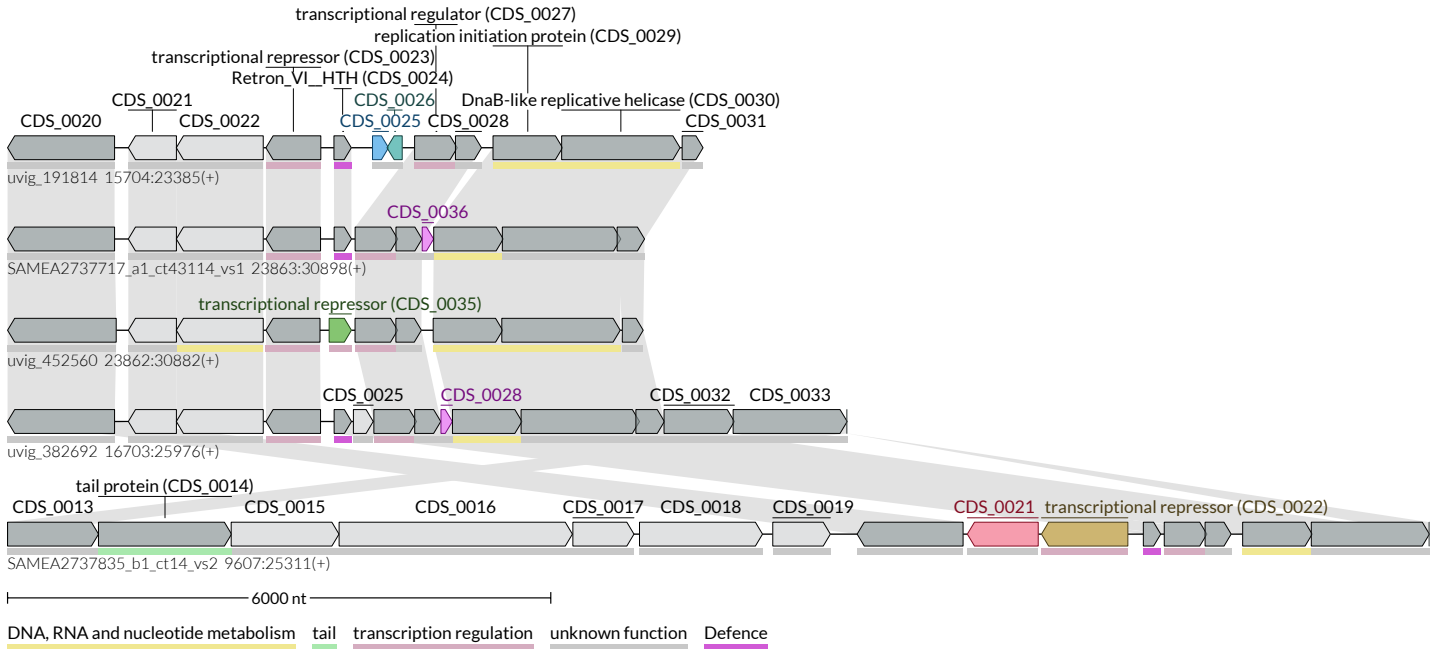 transcriptional regulator (CDS_0027)
replication initiation protein (CDS_0029)
transcriptional repressor (CDS_0023)
Retron_VI__HTH (CDS_0024)
CDS_0021 CDS_0026 DnaB-like replicative helicase (CDS_0030)
CDS_0020 CDS_0022 CDS_0025 CDS_0028 CDS_0031
uvig_191814 15704:23385(+)
CDS_0036
SAMEA2737717_a1_ct43114_vs1 23863:30898(+)
transcriptional repressor (CDS_0035)
uvig_452560 23862:30882(+)
CDS_0025 CDS_0028 CDS_0032 CDS_0033
uvig_382692 16703:25976(+)
tail protein (CDS_0014)
CDS_0013 CDS_0015 CDS_0016 CDS_0017 CDS_0018 CDS_0019 CDS_0021 transcriptional repressor (CDS_0022)
SAMEA2737835_b1_ct14_vs2 9607:25311(+)
6000 nt
DNA, RNA and nucleotide metabolism tail transcription regulation unknown function Defence